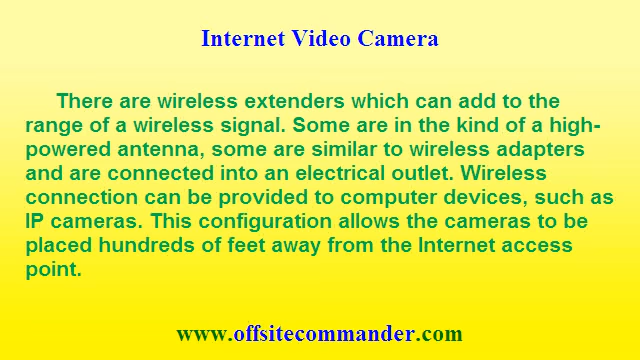 Internet Video Camera
There are wireless extenders which can add to the
range of a wireless signal. Some are in the kind of a high-
powered antenna, some are similar to wireless adapters
and are connected into an electrical outlet. Wireless
connection can be provided to computer devices, such as
IP cameras. This configuration allows the cameras to be
placed hundreds of feet away from the Internet access
point.
www.offsitecommander.com